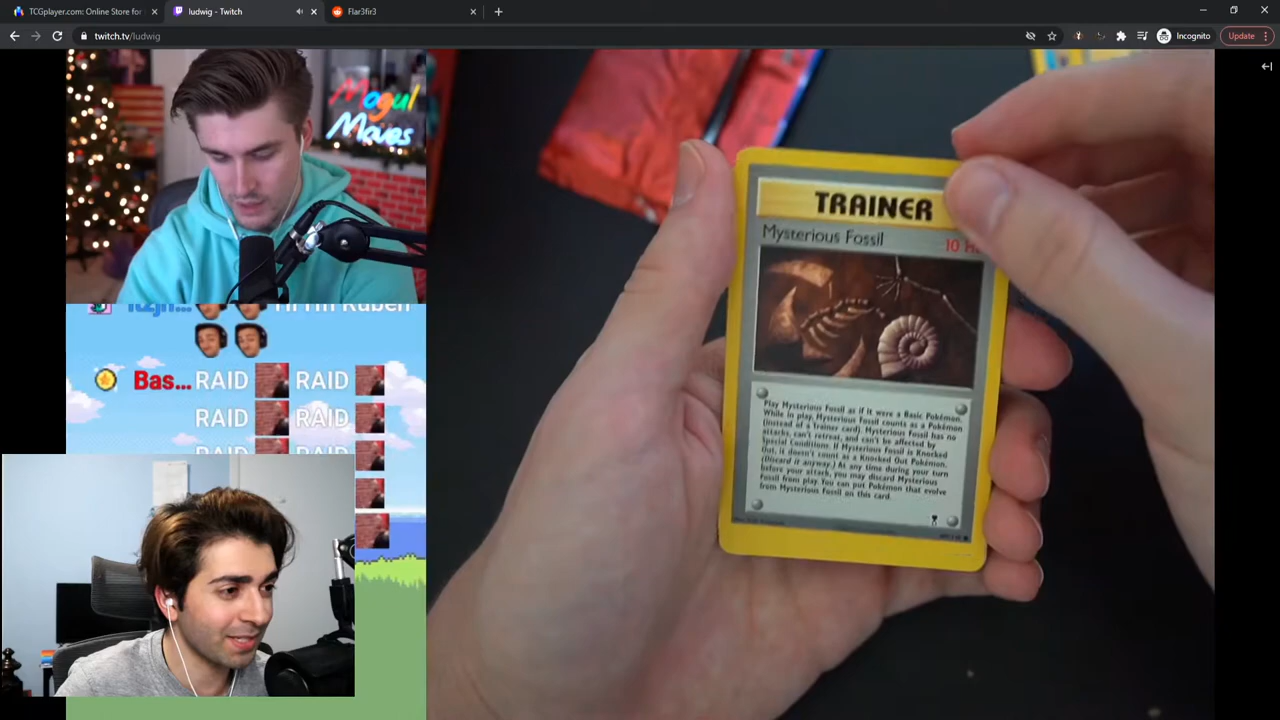 TCGplayer.com: Online Store for
ludwig - Twitch
Flar3fir3
twitch.tv/ludwig
Incognito
Update
Mogul
Moves
Hi I'm Ruben
Bas... RAID RAID
RAID RAID
TRAINER
Mysterious Fossil
10
Play Mysterious Fossil as if it were a Basic Pokémon.
While in play, Mysterious Fossil counts as a Pokémon
(instead of a Trainer card). Mysterious Fossil has no
attacks, can't retreat, and can't be affected by
Special Conditions. If Mysterious Fossil is Knocked
Out, it doesn't count as a Knocked Out Pokémon.
(Discard it anyway.) At any time during your turn
before your attack, you may discard Mysterious
Fossil from play. You can put Pokémon that evolve
from Mysterious Fossil on this card.